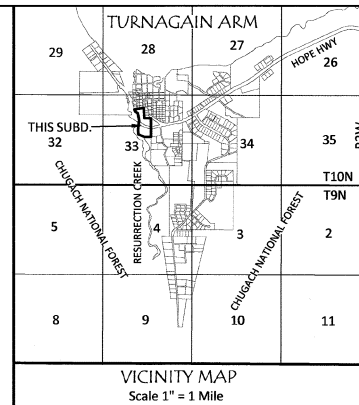 TURNAGAIN ARM
29
28
27
26
HOPE HWY
THIS SUBD.
32
33
34
35
R2W
T10N
T9N
CHUGACH NATIONAL FOREST
RESURRECTION CREEK
CHUGACH NATIONAL FOREST
5
4
3
2
8
9
10
11
VICINITY MAP
Scale 1" = 1 Mile